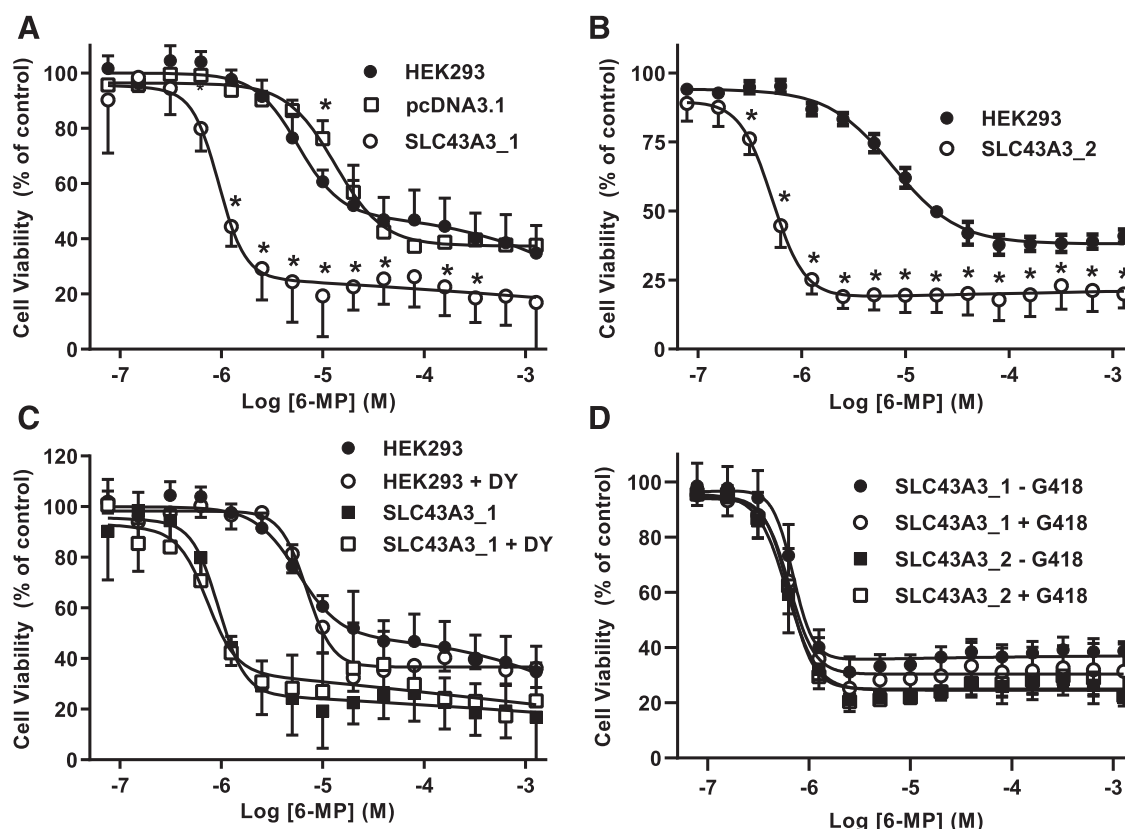 A
Cell Viability (% of control)
100
80
60
40
20
0
HEK293
pcDNA3.1
SLC43A3_1
*
*
*
*
*
*
*
*
*
*
-7
-6
-5
-4
-3
Log [6-MP] (M)
B
Cell Viability (% of control)
100
75
50
25
0
HEK293
SLC43A3_2
*
*
*
*
*
*
*
*
*
*
*
*
*
-7
-6
-5
-4
-3
Log [6-MP] (M)
C
Cell Viability (% of control)
120
100
80
60
40
20
0
HEK293
HEK293 + DY
SLC43A3_1
SLC43A3_1 + DY
-7
-6
-5
-4
-3
Log [6-MP] (M)
D
Cell Viability (% of control)
100
80
60
40
20
0
SLC43A3_1 - G418
SLC43A3_1 + G418
SLC43A3_2 - G418
SLC43A3_2 + G418
-7
-6
-5
-4
-3
Log [6-MP] (M)